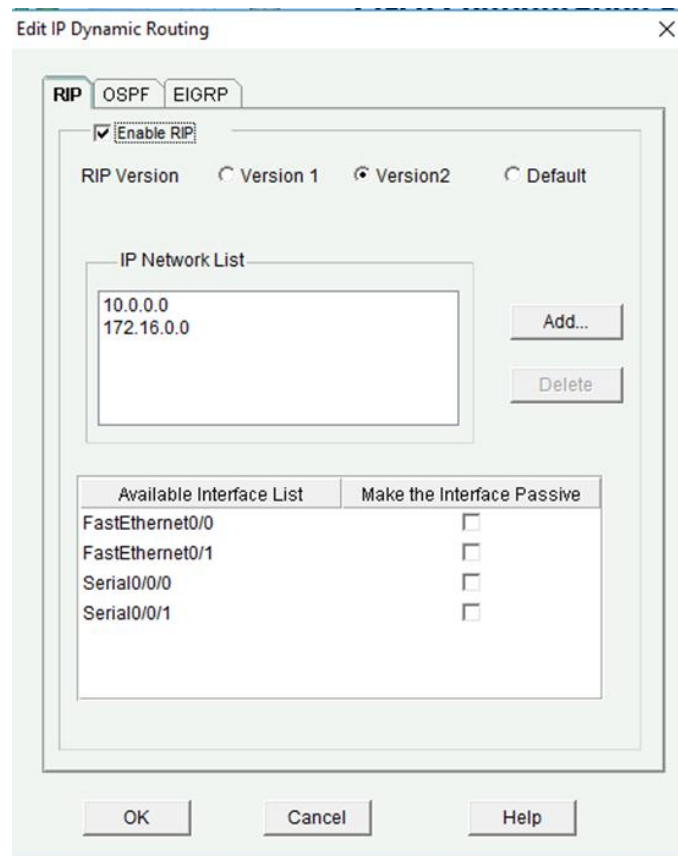 Edit IP Dynamic Routing
RIP OSPF EIGRP
Enable RIP
RIP Version Version 1 Version2 Default
IP Network List
10.0.0.0
172.16.0.0
Add...
Delete
Available Interface List Make the Interface Passive
FastEthernet0/0
FastEthernet0/1
Serial0/0/0
Serial0/0/1
OK Cancel Help